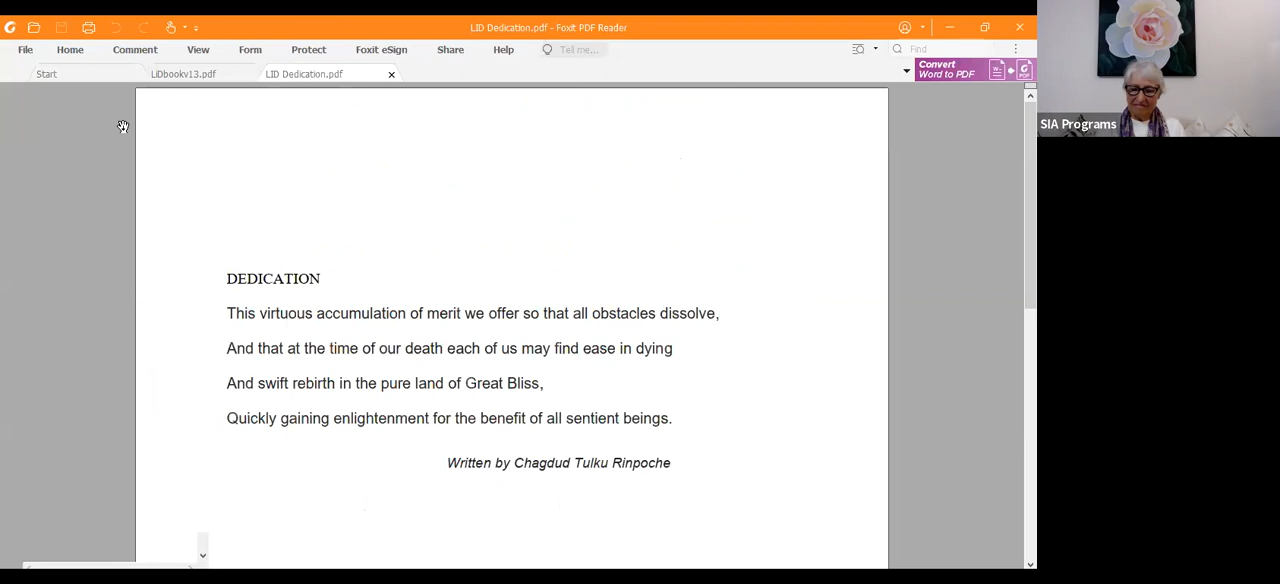 LID Dedication.pdf - Foxit PDF Reader
File Home Comment View Form Protect Foxit eSign Share Help Tell me... Find
Start LiDbookv13.pdf LID Dedication.pdf
Convert
Word to PDF
SIA Programs
DEDICATION
This virtuous accumulation of merit we offer so that all obstacles dissolve,
And that at the time of our death each of us may find ease in dying
And swift rebirth in the pure land of Great Bliss,
Quickly gaining enlightenment for the benefit of all sentient beings.
Written by Chagdud Tulku Rinpoche